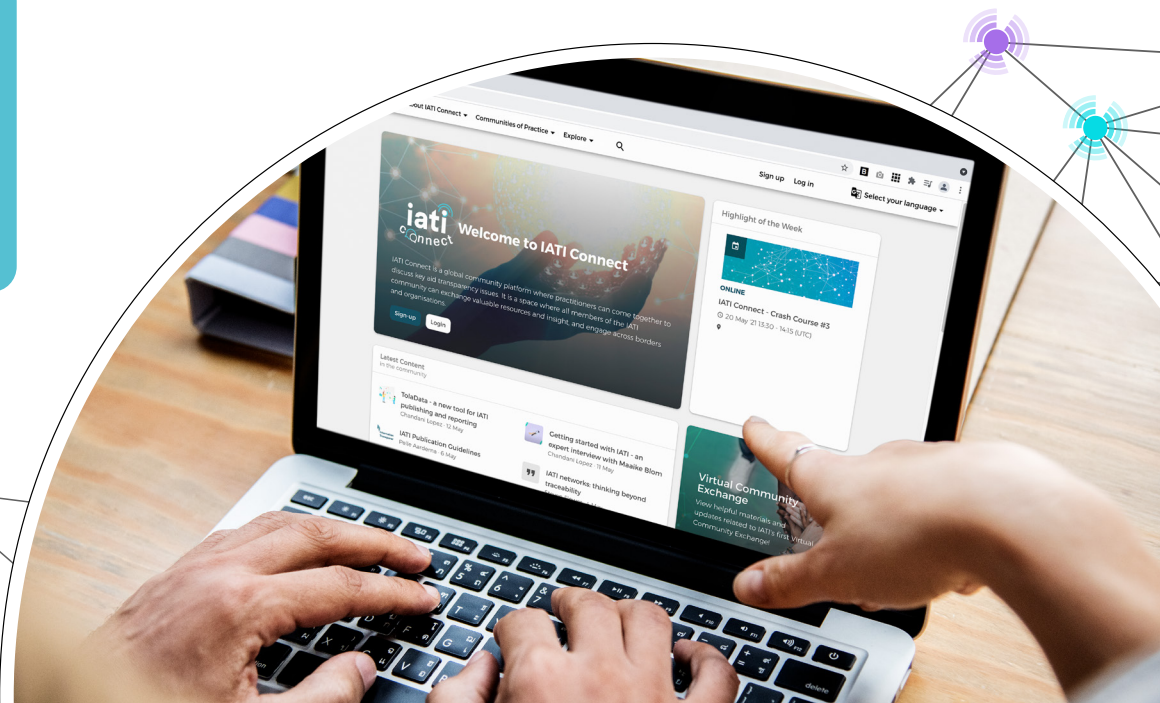 IATI Connect
Communities of Practice
Explore
Sign up
Log in
Select your language
iati
connect
Welcome to IATI Connect
IATI Connect is a global community platform where practitioners can come together to
discuss key aid transparency issues. It is a space where all members of the IATI
community can exchange valuable resources and insight, and engage across borders
and organisations.
Sign-up
Login
Highlight of the Week
ONLINE
IATI Connect - Crash Course #3
20 May '21 13:30 - 14:15 (UTC)
Latest Content
in the community
TolaData - a new tool for IATI
publishing and reporting
Chandani Lopez · 12 May
IATI Publication Guidelines
Pelle Aardema · 6 May
Getting started with IATI - an
expert interview with Maaike Blom
Chandani Lopez · 11 May
IATI networks: thinking beyond
traceability
Virtual Community
Exchange
View helpful materials and
updates related to IATI's first Virtual
Community Exchange!
esc
% 5
^ 6
& 7
T
F
G
X
C
V
B
delete